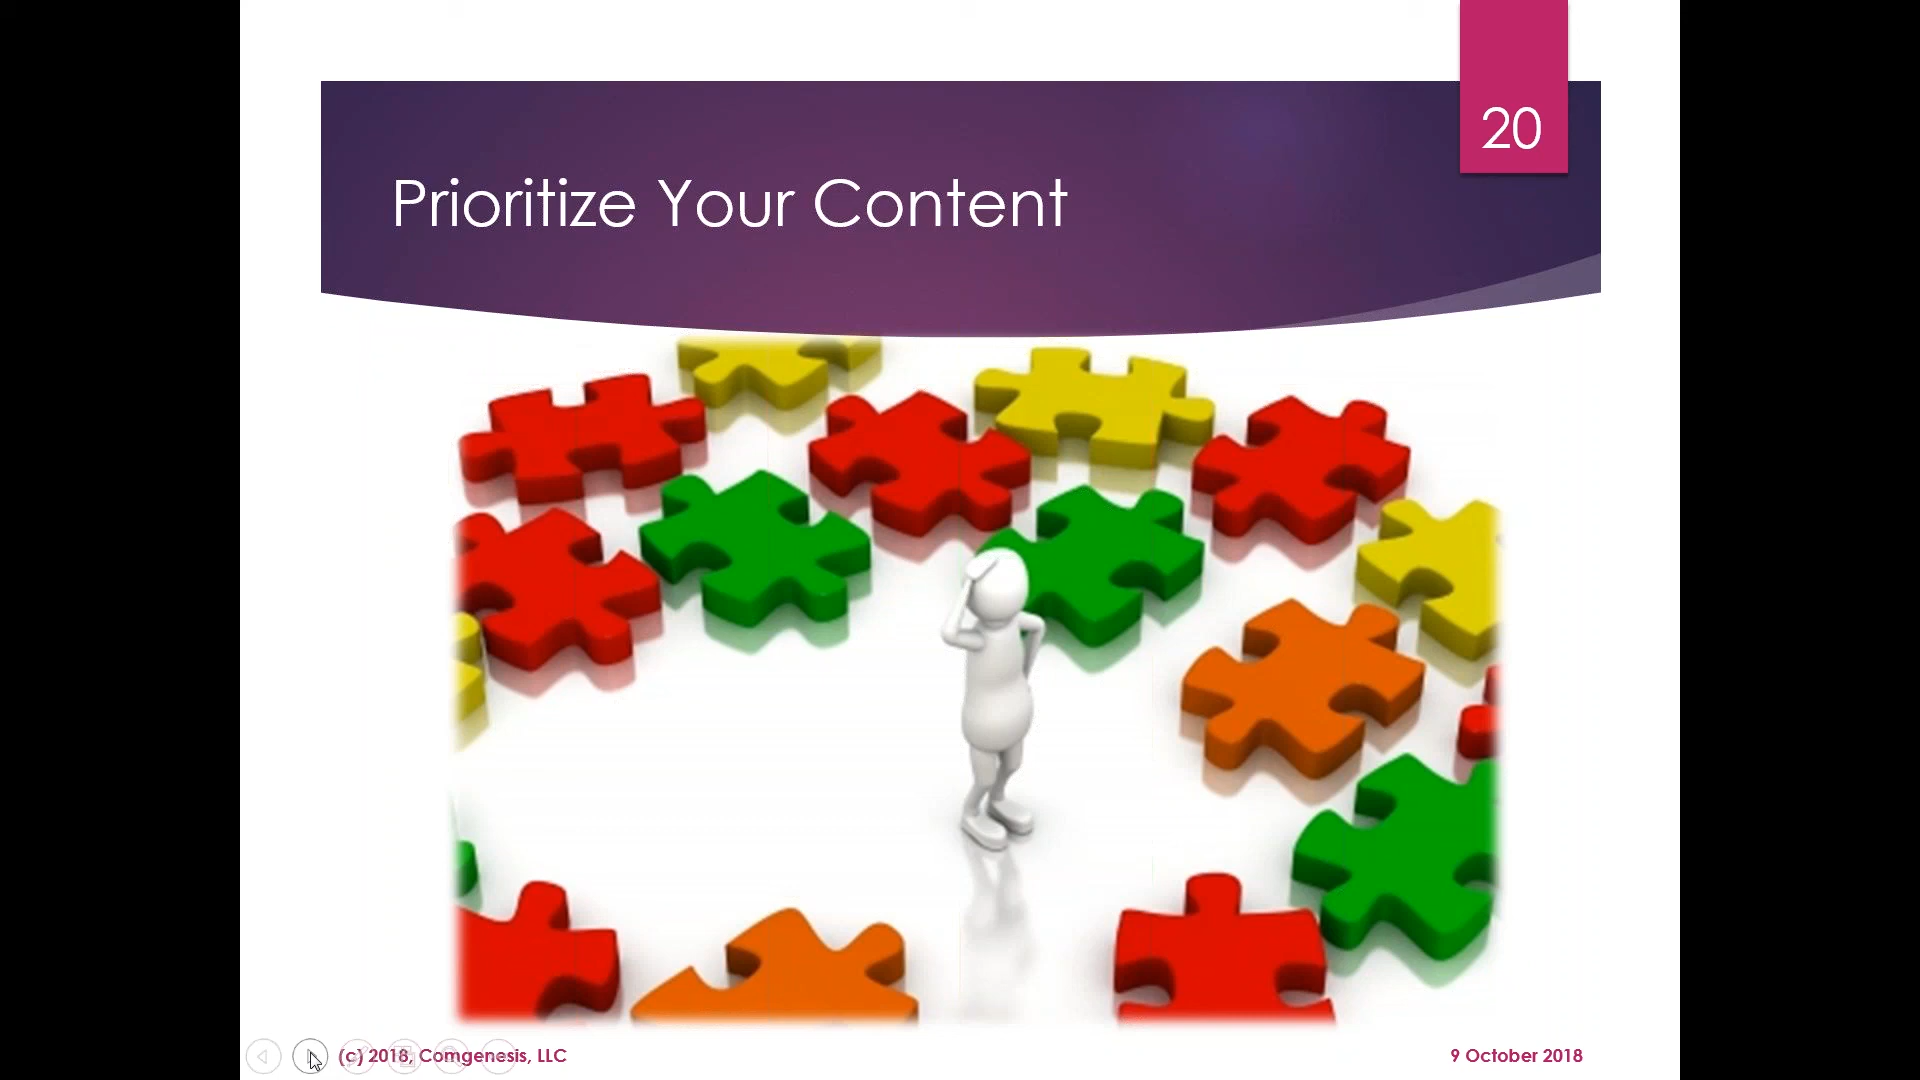 20
Prioritize Your Content
(c) 2018, Comgenesis, LLC
9 October 2018